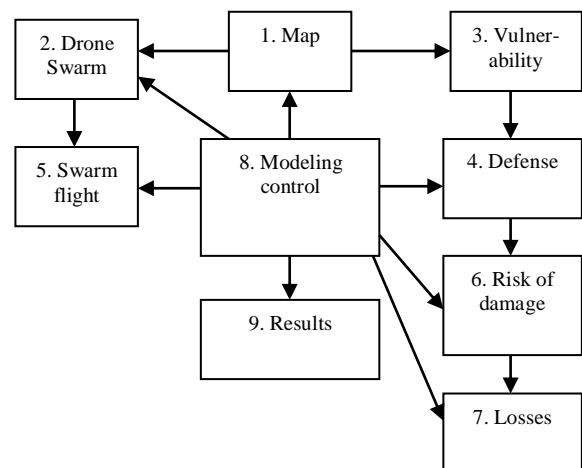 1. Map
2. Drone
Swarm
3. Vulner-
ability
4. Defense
5. Swarm
flight
6. Risk of
damage
7. Losses
8. Modeling
control
9. Results